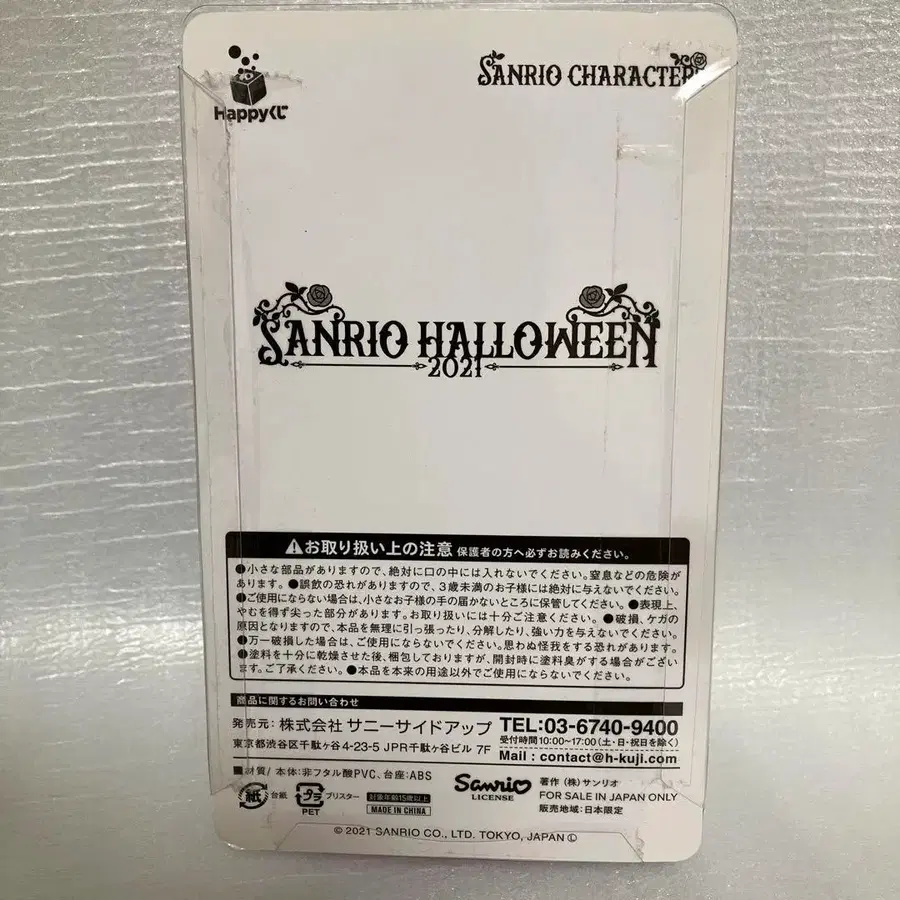 Happyくじ
SANRIO CHARACTERS
SANRIO HALLOWEEN
2021
お取り扱い上の注意 保護者の方へ必ずお読みください。
●小さな部品がありますので、絶対に口の中には入れないでください。窒息などの危険が
あります。 ●誤飲の恐れがありますので、3歳未満のお子様には絶対に与えないでください。
●ご使用にならない場合は、小さなお子様の手の届かないところに保管してください。 ●表現上、
やむを得ず尖った部分があります。お取り扱いには十分ご注意ください。 ●破損、ケガの
原因となりますので、本品を無理に引っ張ったり、分解したり、強い力を与えないでください。
●万一破損した場合は、ご使用にならないでください。思わぬ怪我をする恐れがあります。
●塗料を十分に乾燥させた後、梱包しておりますが、開封時に塗料臭がする場合がござい
ます。ご了承ください。 ●本品を本来の用途以外でご使用にならないでください。
商品に関するお問い合わせ
発売元: 株式会社 サニーサイドアップ TEL:03-6740-9400
受付時間 10:00~17:00 (土・日・祝日を除く)
東京都渋谷区千駄ヶ谷 4-23-5 JPR千駄ヶ谷ビル 7F
Mail : contact@h-kuji.com
■材質/ 本体:非フタル酸PVC、台座:ABS
紙 台紙 プラ ブリスター
PET
対象年齢15歳以上
MADE IN CHINA
Sanrio
LICENSE
著作 (株) サンリオ
FOR SALE IN JAPAN ONLY
販売地域: 日本限定
© 2021 SANRIO CO., LTD. TOKYO, JAPAN Ⓛ